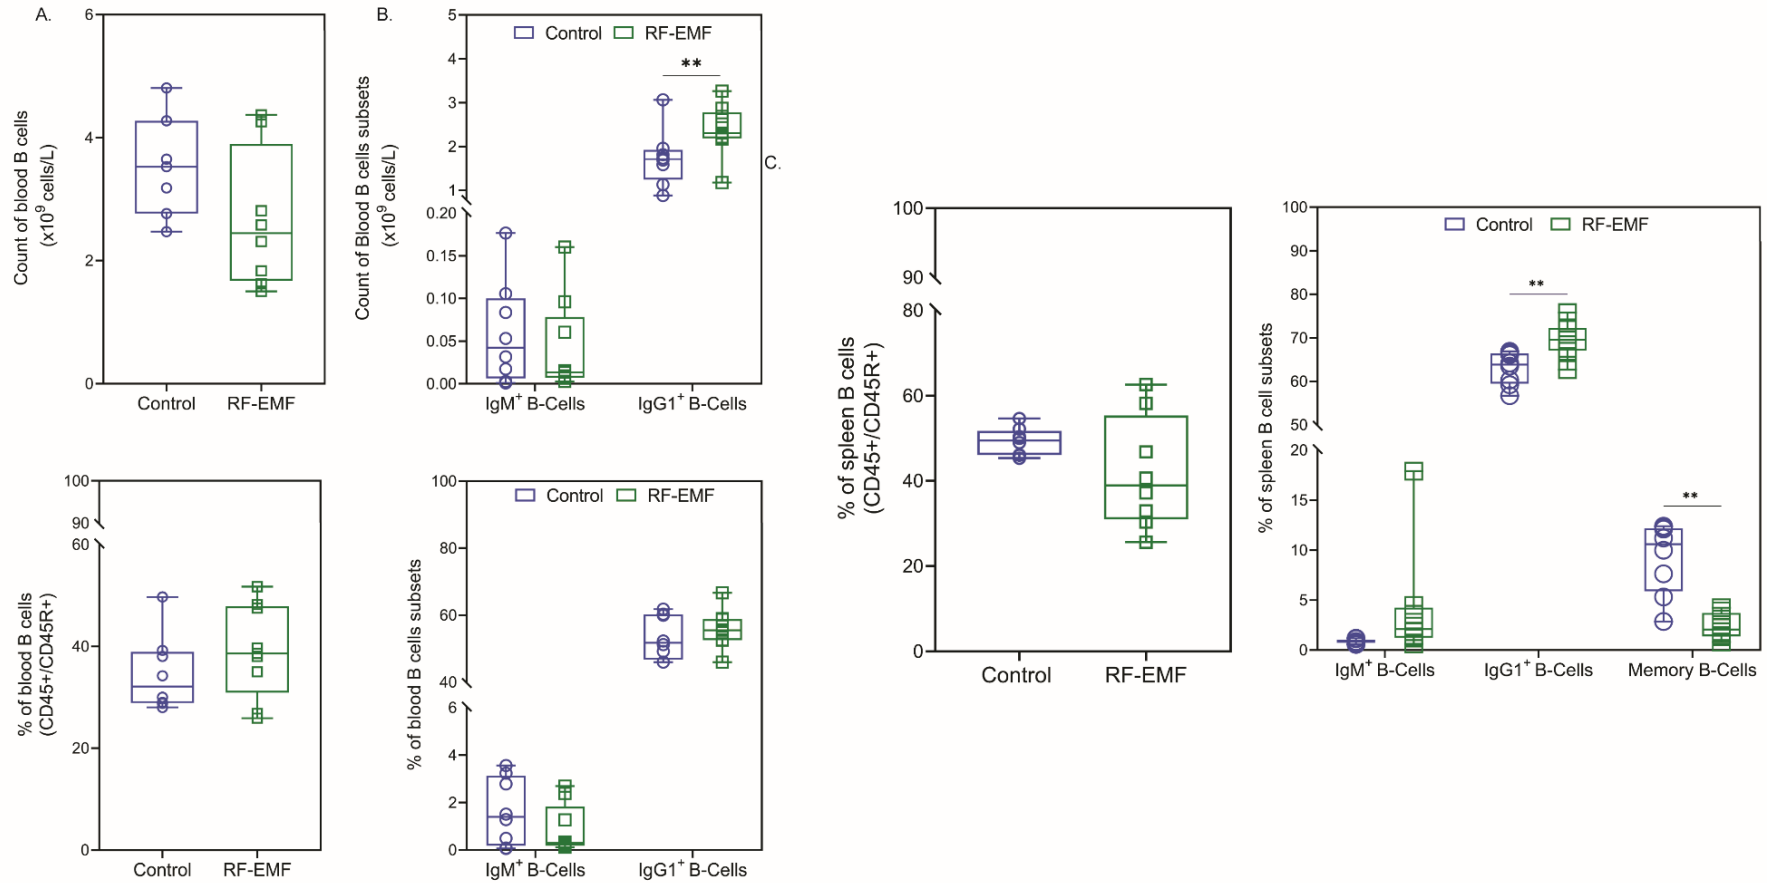 A.
Count of blood B cells
(x10⁹ cells/L)
6
4
2
0
Control RF-EMF
B.
Count of Blood B cells subsets
(x10⁹ cells/L)
Control RF-EMF
5
4
3
2
1
0.20
0.15
0.10
0.05
0.00
**
IgM⁺ B-Cells IgG1⁺ B-Cells
% of blood B cells
(CD45+/CD45R+)
100
90
60
40
20
0
Control RF-EMF
% of blood B cells subsets
Control RF-EMF
100
80
60
40
6
4
2
0
IgM⁺ B-Cells IgG1⁺ B-Cells
C.
% of spleen B cells
(CD45+/CD45R+)
100
90
80
60
40
20
0
Control RF-EMF
% of spleen B cell subsets
Control RF-EMF
100
90
80
70
60
50
20
15
10
5
0
**
**
IgM⁺ B-Cells IgG1⁺ B-Cells Memory B-Cells